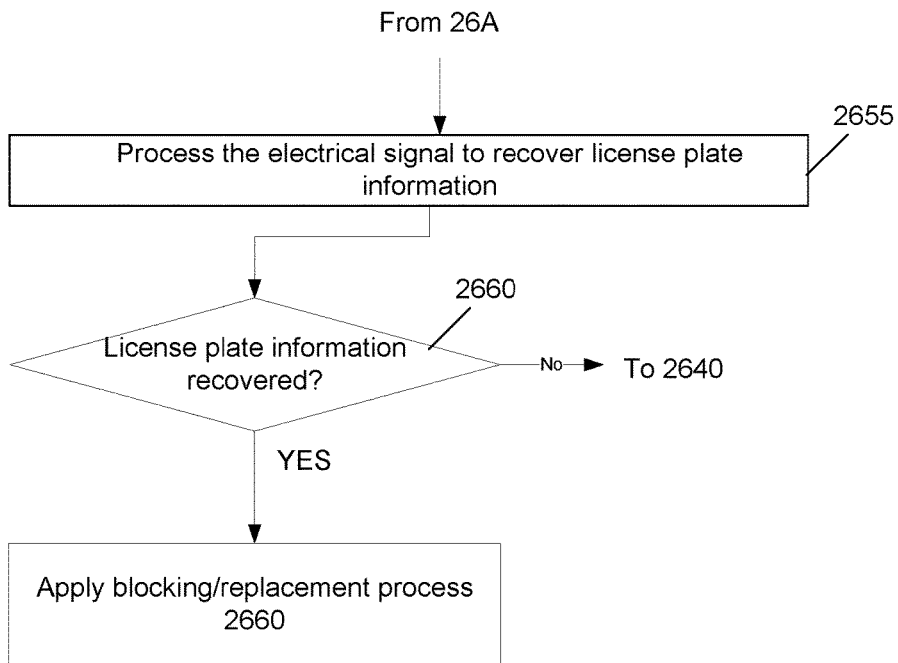 From 26A
2655
Process the electrical signal to recover license plate
information
2660
License plate information
recovered?
No
To 2640
YES
Apply blocking/replacement process
2660